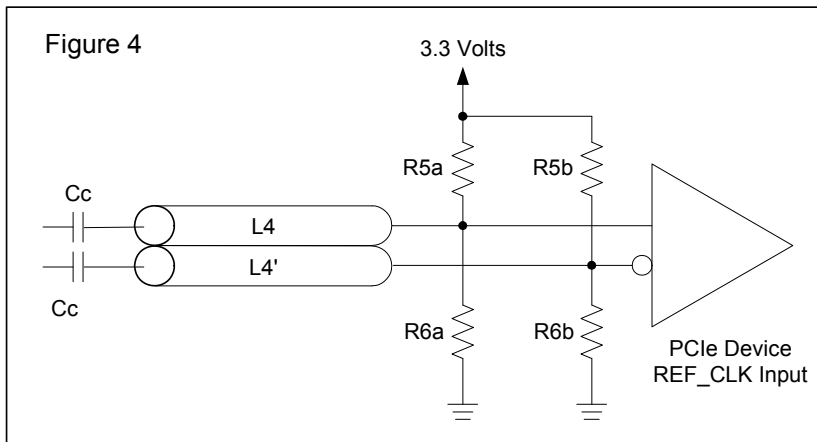 Figure 4
3.3 Volts
R5a
R5b
Cc
L4
L4'
Cc
R6a
R6b
PCIe Device
REF_CLK Input